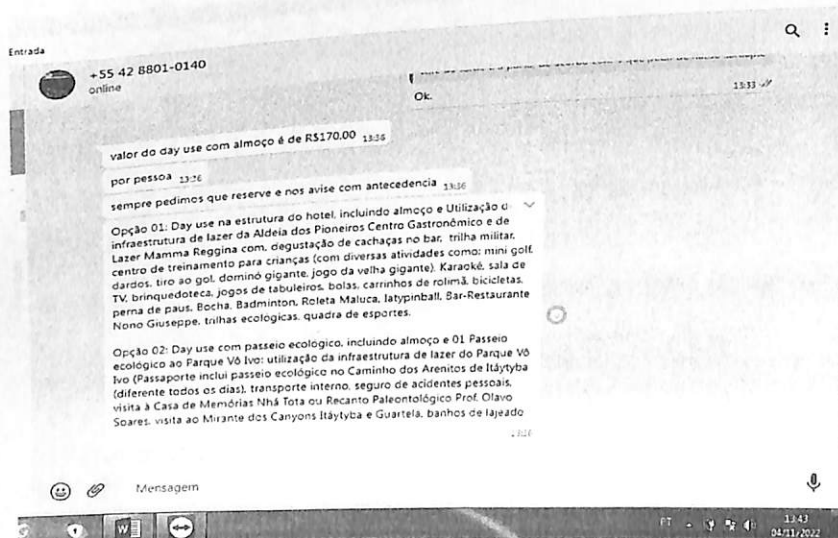 Entrada
+55 42 8801-0140
online
Ok.
13:33
valor do day use com almoço é de R$170,00 13:36
por pessoa 13:36
sempre pedimos que reserve e nos avise com antecedencia 13:36
Opção 01: Day use na estrutura do hotel, incluindo almoço e Utilização d
infraestrutura de lazer da Aldeia dos Pioneiros Centro Gastronômico e de
Lazer Mamma Reggina com, degustação de cachaças no bar, trilha militar,
centro de treinamento para crianças (com diversas atividades como: mini golf,
dardos, tiro ao gol, dominó gigante, jogo da velha gigante). Karaokê, sala de
TV, brinquedoteca, jogos de tabuleiros, bolas, carrinhos de rolimã, bicicletas,
perna de paus, Bocha, Badminton, Roleta Maluca, Iatypinball, Bar-Restaurante
Nono Giuseppe, trilhas ecológicas, quadra de esportes.
Opção 02: Day use com passeio ecológico, incluindo almoço e 01 Passeio
ecológico ao Parque Vô Ivo: utilização da infraestrutura de lazer do Parque Vô
Ivo (Passaporte inclui passeio ecológico no Caminho dos Arenitos de Itáytyba
(diferente todos os dias), transporte interno, seguro de acidentes pessoais,
visita à Casa de Memórias Nhá Tota ou Recanto Paleontológico Prof. Olavo
Soares, visita ao Mirante dos Canyons Itáytyba e Guartela, banhos de lajeado
13:36
Mensagem
PT
13:43
04/11/2022